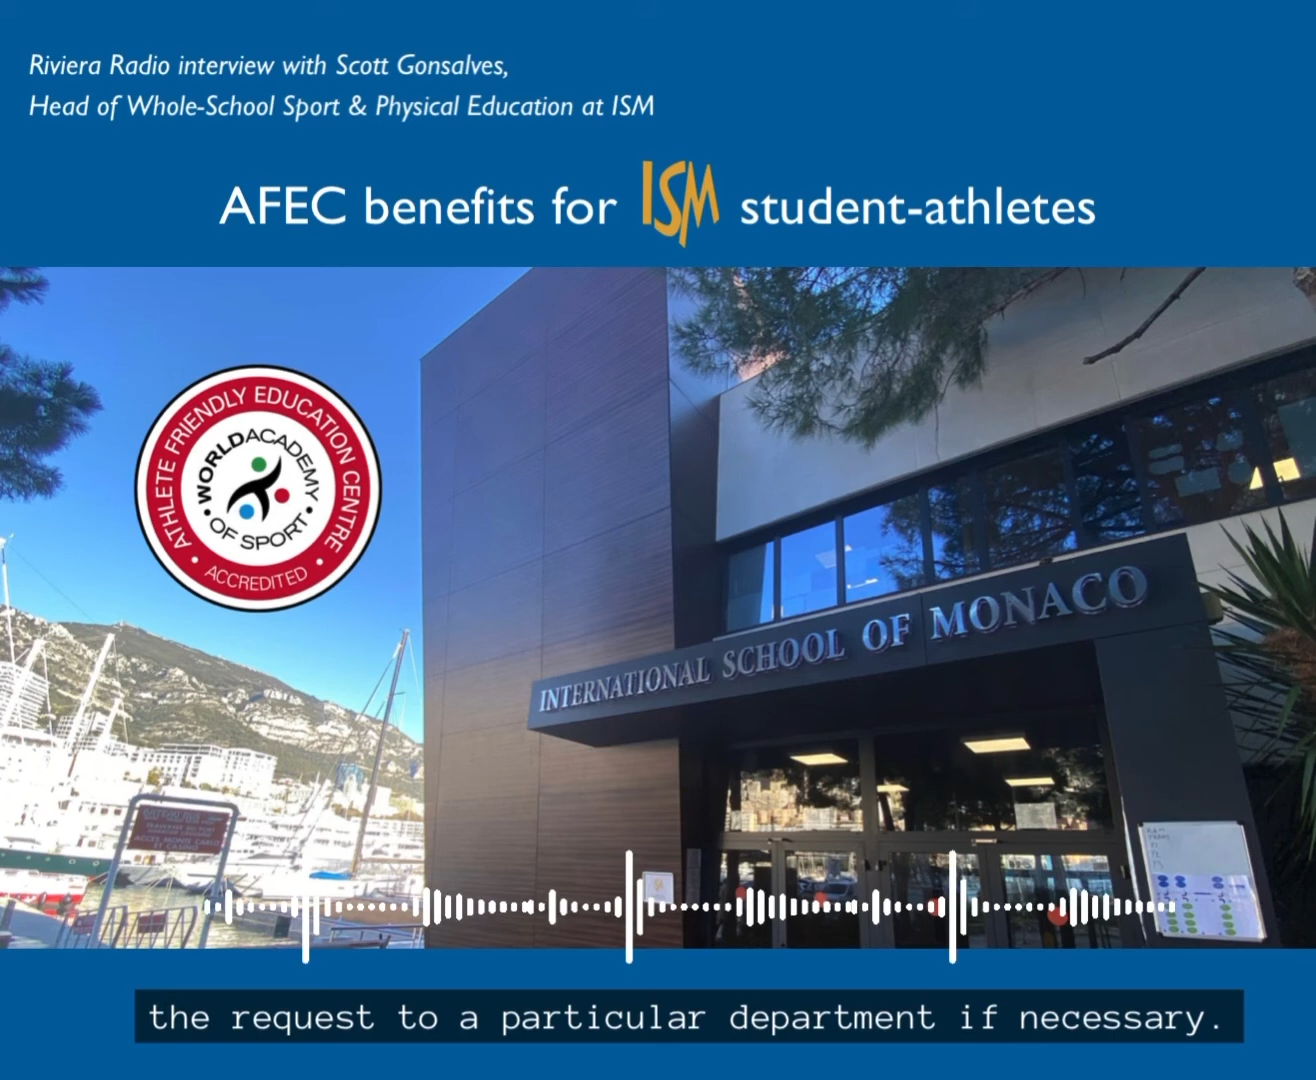 Riviera Radio interview with Scott Gonsalves,
Head of Whole-School Sport & Physical Education at ISM
AFEC benefits for ISM student-athletes
ATHLETE FRIENDLY EDUCATION CENTRE
WORLD ACADEMY
OF SPORT
ACCREDITED
INTERNATIONAL SCHOOL OF MONACO
the request to a particular department if necessary.